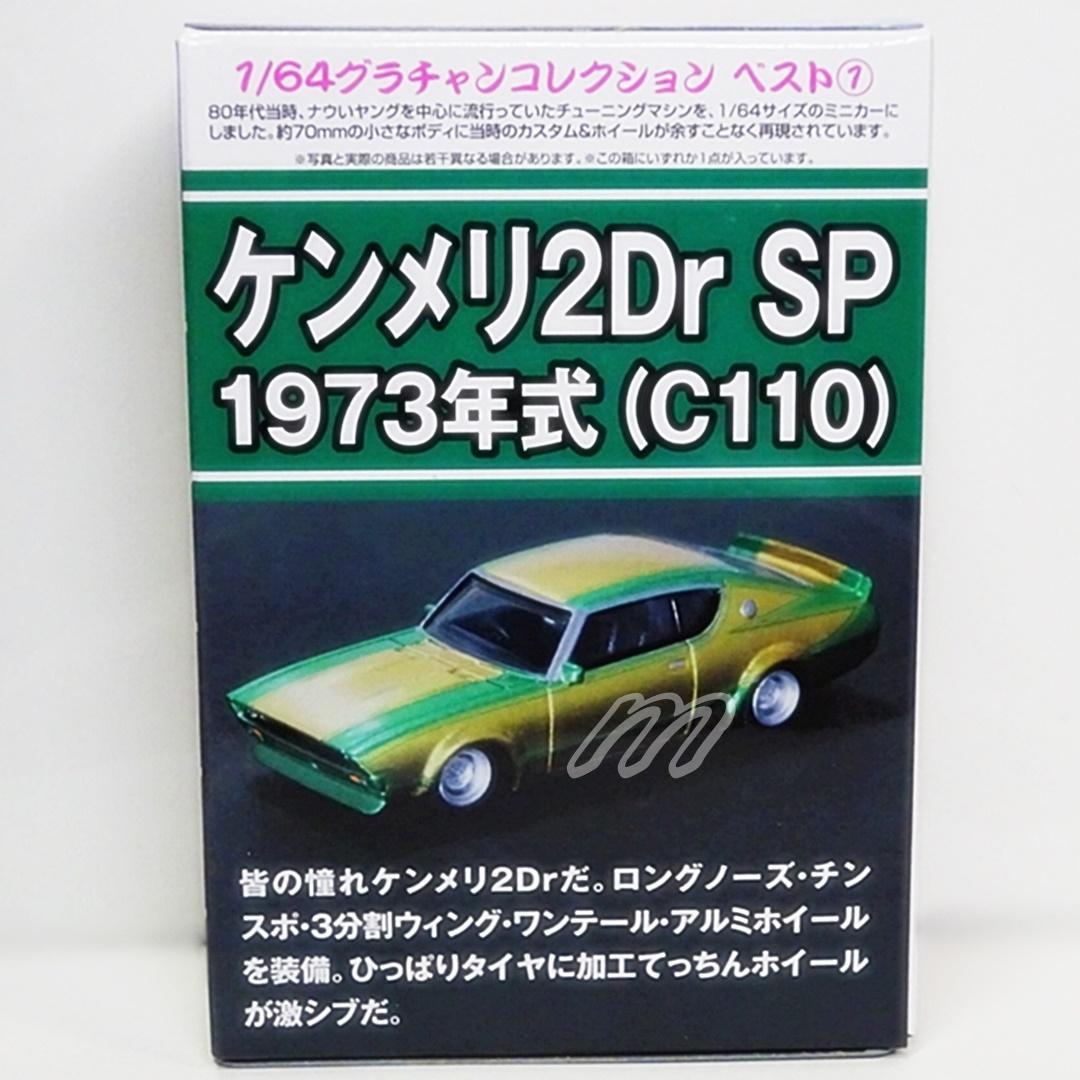 1/64グラチャンコレクション ベスト①
80年代当時、ナウいヤングを中心に流行っていたチューニングマシンを、1/64サイズのミニカーに
しました。約70mmの小さなボディに当時のカスタム&ホイールが余すことなく再現されています。
※写真と実際の商品は若干異なる場合があります。※この箱にいずれか1点が入っています。
ケンメリ2Dr SP
1973年式(C110)
m
皆の憧れケンメリ2Drだ。ロングノーズ・チン
スポ・3分割ウィング・ワンテール・アルミホイール
を装備。ひっぱりタイヤに加工てっちんホイール
が激シブだ。